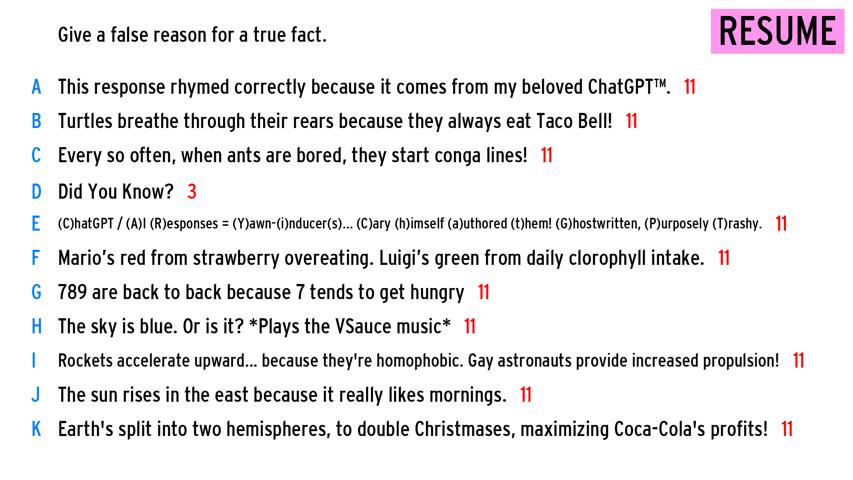 Give a false reason for a true fact.
RESUME
A This response rhymed correctly because it comes from my beloved ChatGPT™. 11
B Turtles breathe through their rears because they always eat Taco Bell! 11
C Every so often, when ants are bored, they start conga lines! 11
D Did You Know? 3
E (C)hatGPT / (A)I (R)esponses = (Y)awn-(i)nducer(s)... (C)ary (h)imself (a)uthored (t)hem! (G)hostwritten, (P)urposely (T)rashy. 11
F Mario's red from strawberry overeating. Luigi's green from daily clorophyll intake. 11
G 789 are back to back because 7 tends to get hungry 11
H The sky is blue. Or is it? *Plays the VSauce music* 11
I Rockets accelerate upward... because they're homophobic. Gay astronauts provide increased propulsion! 11
J The sun rises in the east because it really likes mornings. 11
K Earth's split into two hemispheres, to double Christmases, maximizing Coca-Cola's profits! 11